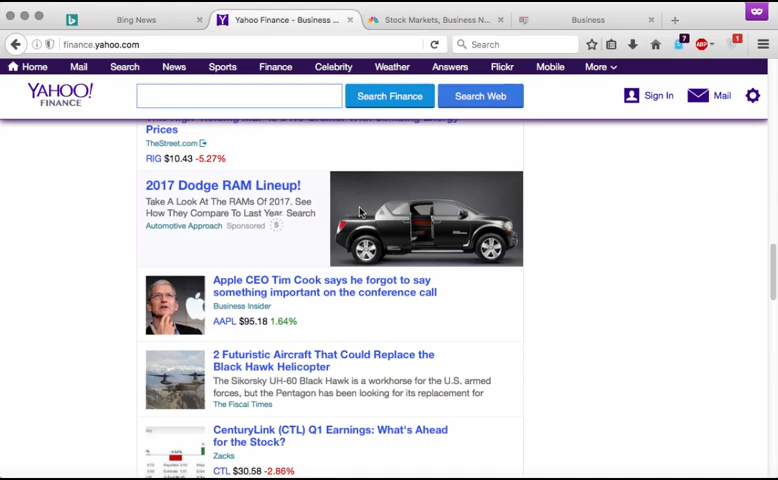 Bing News
Yahoo Finance - Business ...
Stock Markets, Business N...
Business
finance.yahoo.com
Search
7
ABP
1
Home Mail Search News Sports Finance Celebrity Weather Answers Flickr Mobile More
YAHOO!
FINANCE
Search Finance
Search Web
Sign In
Mail
Prices
TheStreet.com
RIG $10.43 -5.27%
2017 Dodge RAM Lineup!
Take A Look At The RAMs Of 2017. See
How They Compare To Last Year. Search
Automotive Approach Sponsored $
Apple CEO Tim Cook says he forgot to say
something important on the conference call
Business Insider
AAPL $95.18 1.64%
2 Futuristic Aircraft That Could Replace the
Black Hawk Helicopter
The Sikorsky UH-60 Black Hawk is a workhorse for the U.S. armed
forces, but the Pentagon has been looking for its replacement for
The Fiscal Times
CenturyLink (CTL) Q1 Earnings: What's Ahead
for the Stock?
Zacks
CTL $30.58 -2.86%